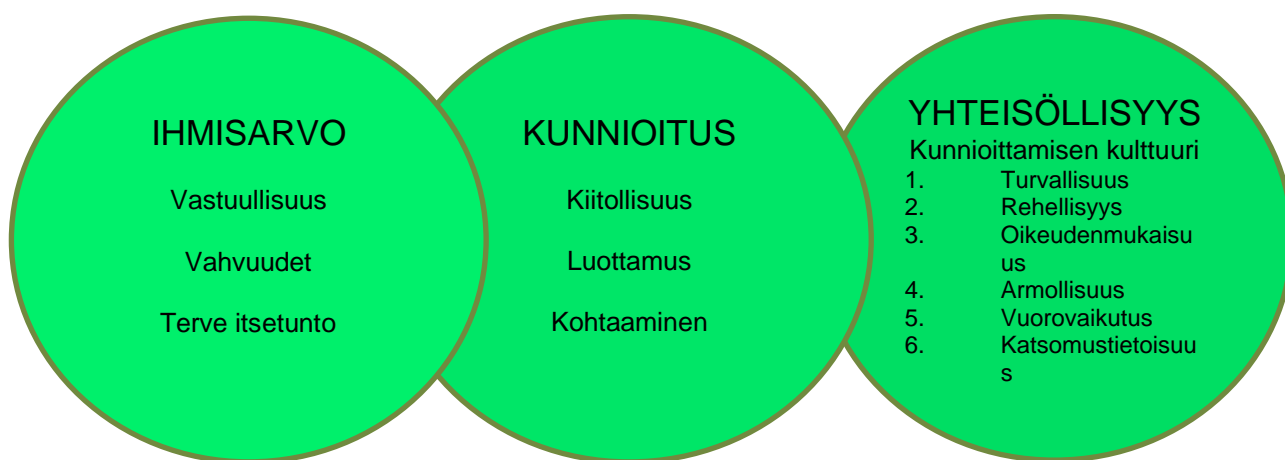 IHMISARVO
Vastuullisuus
Vahvuudet
Terve itsetunto
KUNNIOITUS
Kiitollisuus
Luottamus
Kohtaaminen
YHTEISÖLLISYYS
Kunnioittamisen kulttuuri
1. Turvallisuus
2. Rehellisyys
3. Oikeudenmukaisu
us
4. Armollisuus
5. Vuorovaikutus
6. Katsomustietoisuu
s